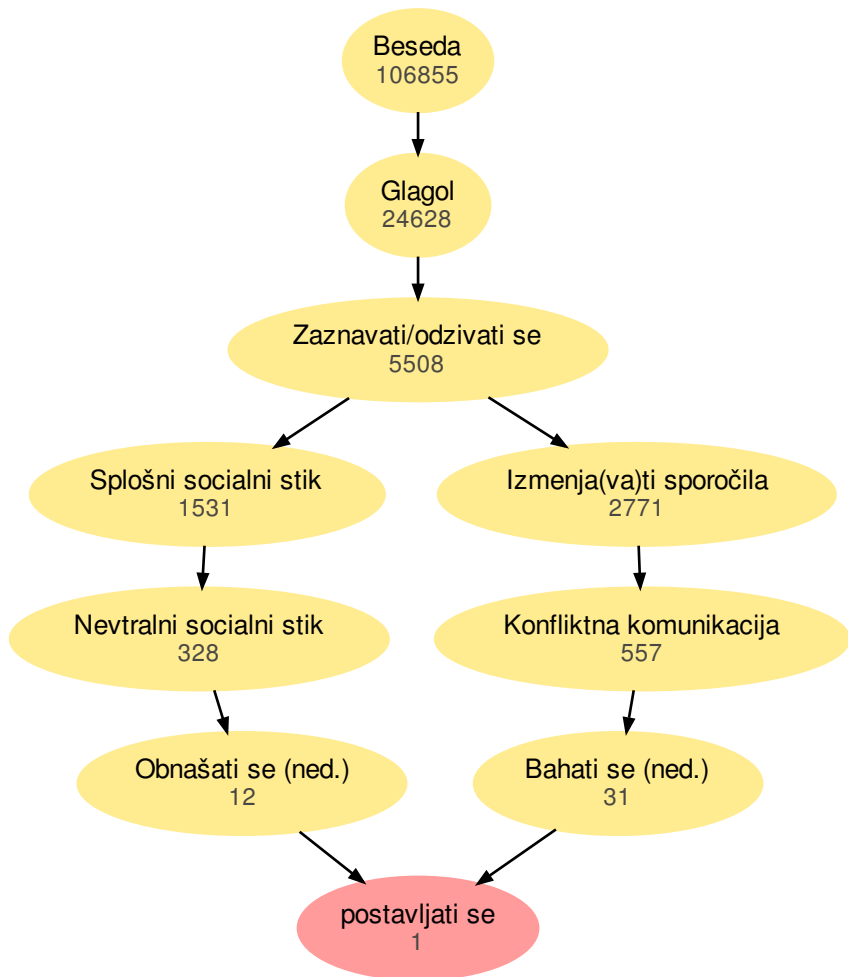 Beseda
106855
Glagol
24628
Zaznavati/odzivati se
5508
Splošni socialni stik
1531
Izmenja(va)ti sporočila
2771
Nevtralni socialni stik
328
Konfliktna komunikacija
557
Obnašati se (ned.)
12
Bahati se (ned.)
31
postavljati se
1